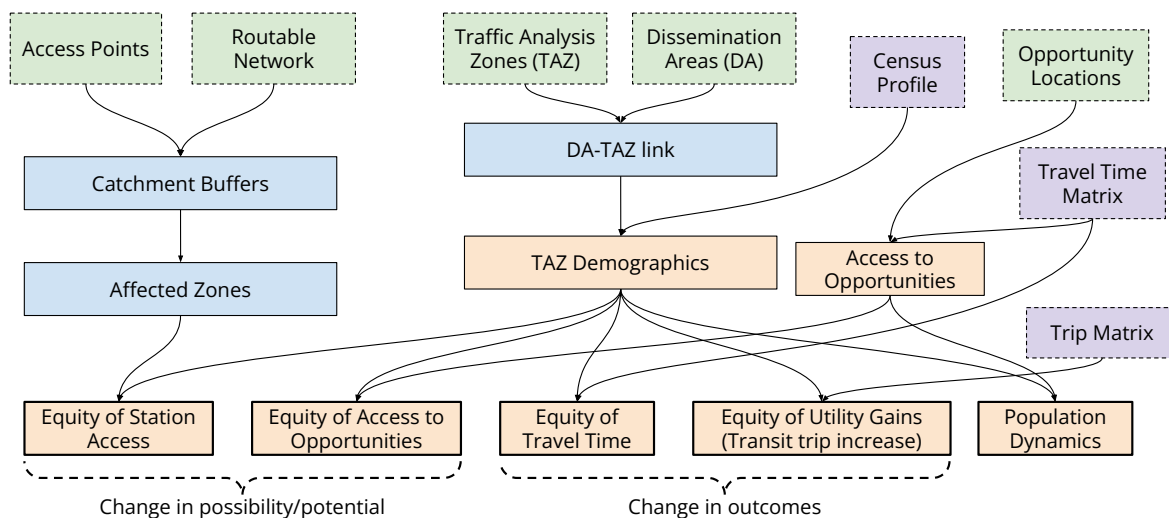 Access Points
Routable
Network
Traffic Analysis
Zones (TAZ)
Dissemination
Areas (DA)
Census
Profile
Opportunity
Locations
DA-TAZ link
Catchment Buffers
Travel Time
Matrix
TAZ Demographics
Access to
Opportunities
Affected Zones
Trip Matrix
Equity of Station
Access
Equity of Access to
Opportunities
Equity of
Travel Time
Equity of Utility Gains
(Transit trip increase)
Population
Dynamics
Change in possibility/potential
Change in outcomes